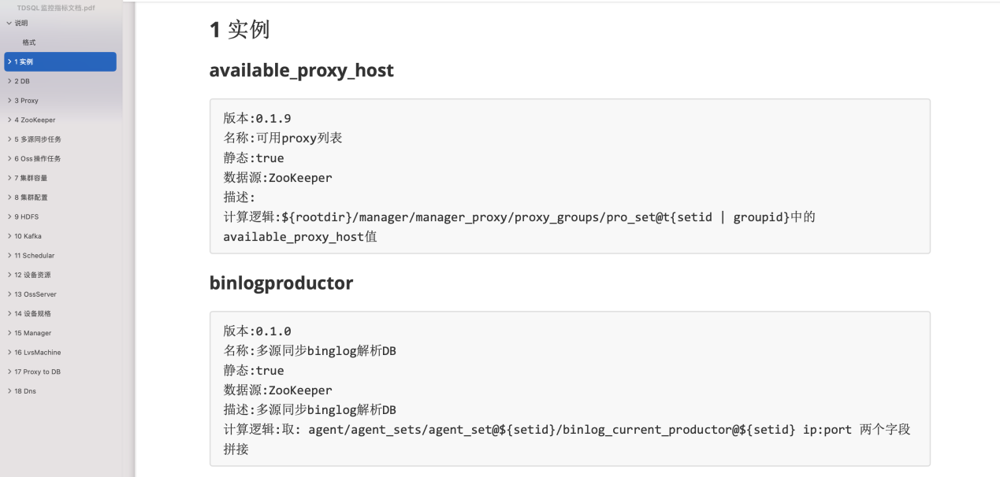 TDSQL监控指标文档.pdf
说明
格式
1 实例
2 DB
3 Proxy
4 ZooKeeper
5 多源同步任务
6 Oss操作任务
7 集群容量
8 集群配置
9 HDFS
10 Kafka
11 Schedular
12 设备资源
13 OssServer
14 设备规格
15 Manager
16 LvsMachine
17 Proxy to DB
18 Dns
1 实例
available_proxy_host
版本:0.1.9
名称:可用proxy列表
静态:true
数据源:ZooKeeper
描述:
计算逻辑:${rootdir}/manager/manager_proxy/proxy_groups/pro_set@t{setid | groupid}中的
available_proxy_host值
binlogproductor
版本:0.1.0
名称:多源同步binglog解析DB
静态:true
数据源:ZooKeeper
描述:多源同步binglog解析DB
计算逻辑:取: agent/agent_sets/agent_set@${setid}/binlog_current_productor@${setid} ip:port 两个字段
拼接